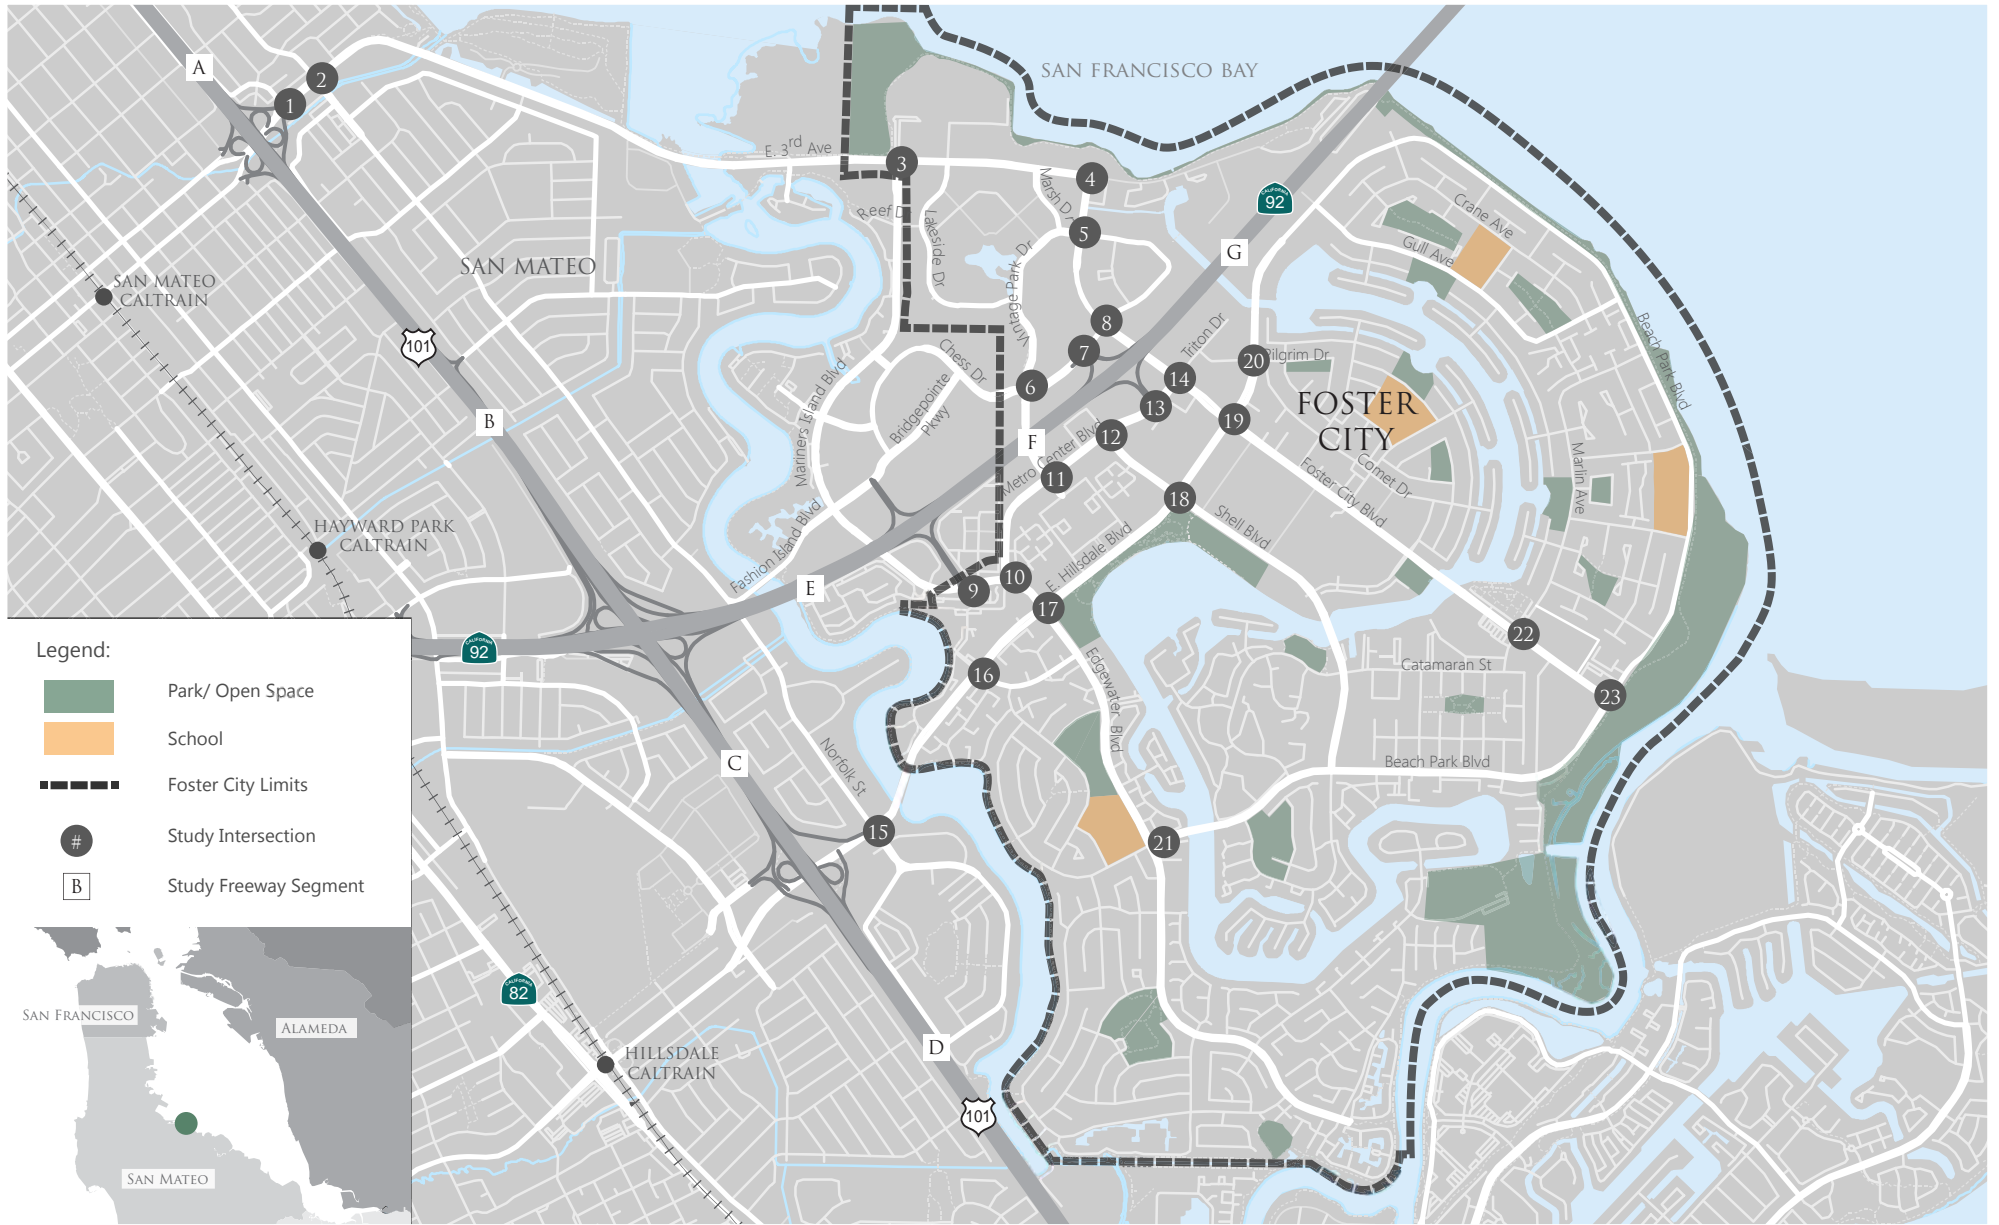 SAN FRANCISCO BAY
A
2
1
E. 3rd Ave
3
4
Marsh Dr
CALIFORNIA
92
Crane Ave
Reef D
Lakeside Dr
5
Gull Ave
G
SAN MATEO
Vintage Park Dr
SAN MATEO
CALTRAIN
Beach Park Blvd
8
Triton Dr
101
Chess Dr
7
20
Pilgrim Dr
Mariners Island Blvd
Bridgepointe
Pkwy
6
14
13
FOSTER
CITY
B
F
12
19
Metro Center Blvd
Comet Dr
Marlin Ave
11
Foster City Blvd
18
Shell Blvd
HAYWARD PARK
CALTRAIN
Fashion Island Blvd
E
E. Hillsdale Blvd
10
9
17
CALIFORNIA
92
22
Catamaran St
Edgewater Blvd
16
23
C
Norfolk St
Beach Park Blvd
15
21
CALIFORNIA
82
D
HILLSDALE
CALTRAIN
101
Legend:
Park/ Open Space
School
Foster City Limits
# Study Intersection
B Study Freeway Segment
SAN FRANCISCO
ALAMEDA
SAN MATEO